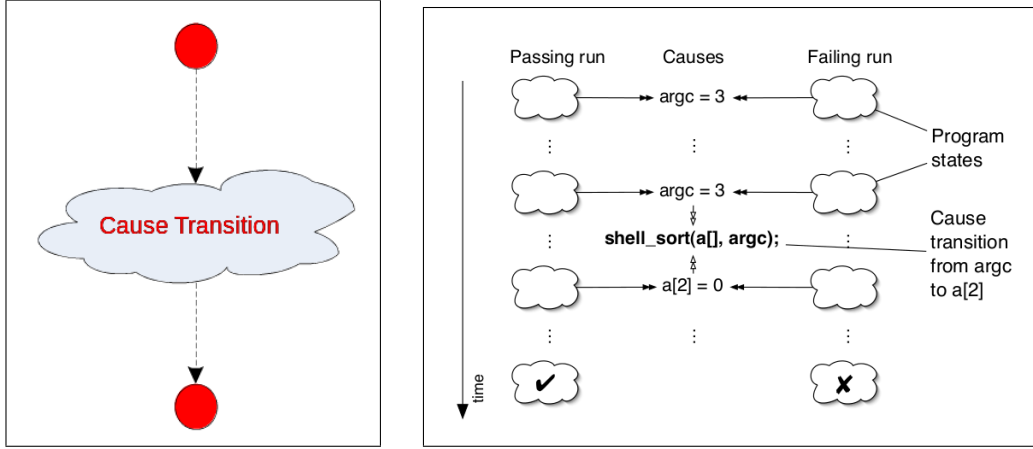 Cause Transition
Passing run
Causes
Failing run
argc = 3
Program
states
argc = 3
shell_sort(a[], argc);
Cause
transition
from argc
to a[2]
a[2] = 0
time